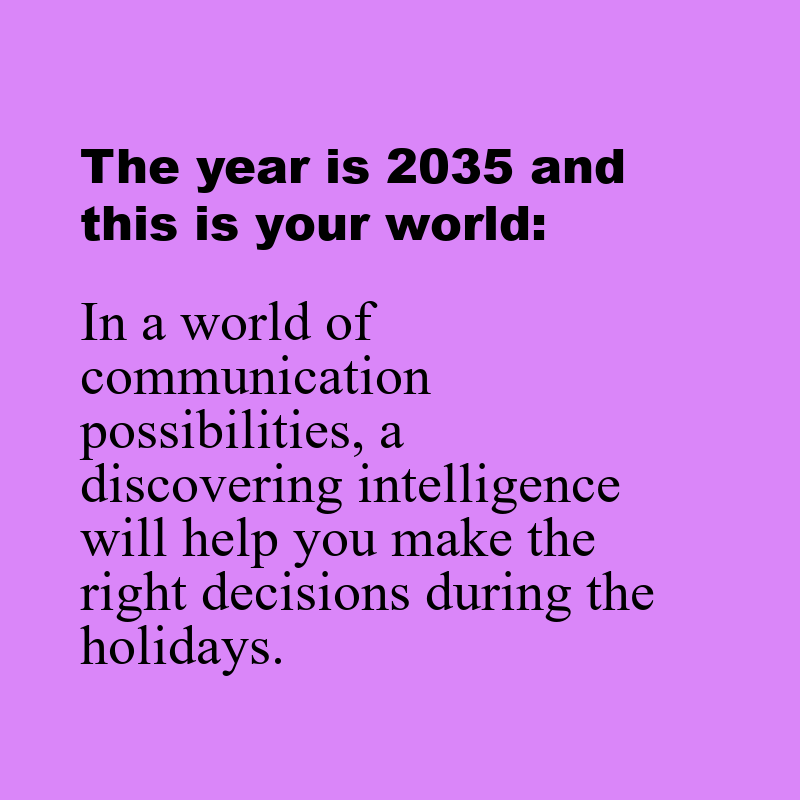 The year is 2035 and
this is your world:
In a world of
communication
possibilities, a
discovering intelligence
will help you make the
right decisions during the
holidays.